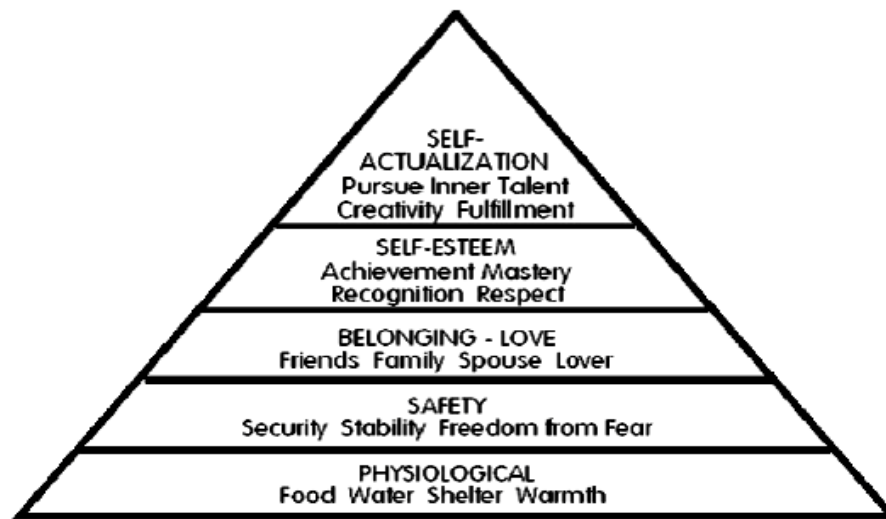 SELF-
ACTUALIZATION
Pursue Inner Talent
Creativity Fulfillment
SELF-ESTEEM
Achievement Mastery
Recognition Respect
BELONGING - LOVE
Friends Family Spouse Lover
SAFETY
Security Stability Freedom from Fear
PHYSIOLOGICAL
Food Water Shelter Warmth